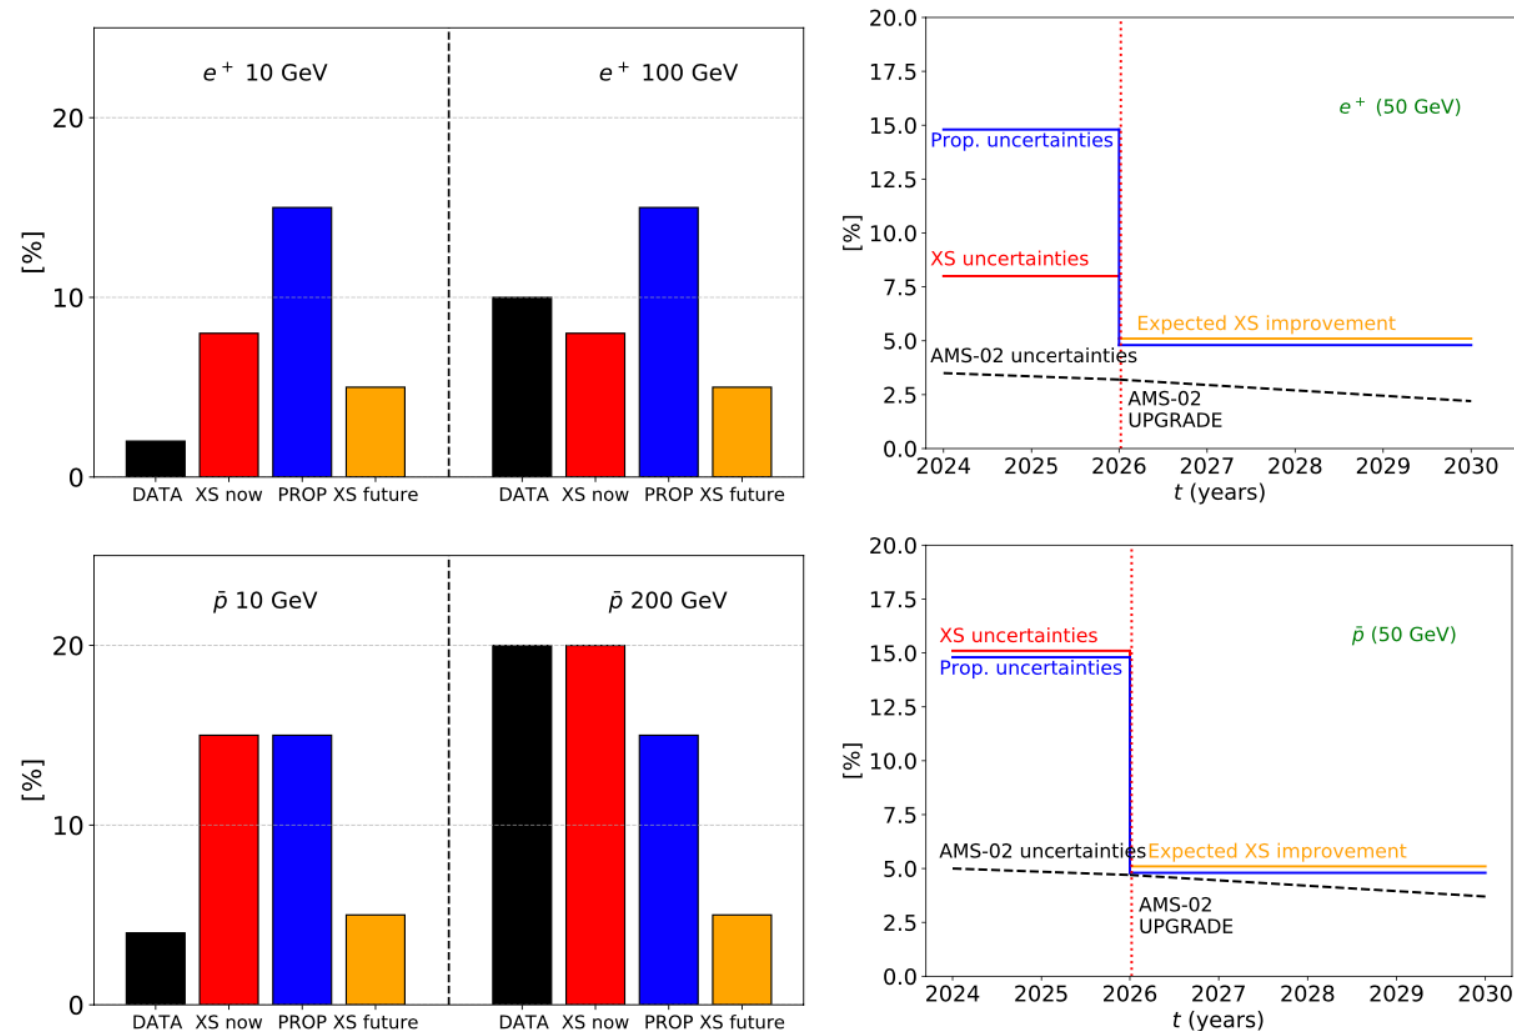 e⁺ 10 GeV
e⁺ 100 GeV
[%]
20
10
0
DATA XS now PROP XS future
DATA XS now PROP XS future
20.0
17.5
15.0
12.5
10.0
7.5
5.0
2.5
0.0
[%]
e⁺ (50 GeV)
Prop. uncertainties
XS uncertainties
Expected XS improvement
AMS-02 uncertainties
AMS-02
UPGRADE
2024 2025 2026 2027 2028 2029 2030
t (years)
p̄ 10 GeV
p̄ 200 GeV
[%]
20
10
0
DATA XS now PROP XS future
DATA XS now PROP XS future
20.0
17.5
15.0
12.5
10.0
7.5
5.0
2.5
0.0
[%]
XS uncertainties
p̄ (50 GeV)
Prop. uncertainties
AMS-02 uncertainties
Expected XS improvement
AMS-02
UPGRADE
2024 2025 2026 2027 2028 2029 2030
t (years)